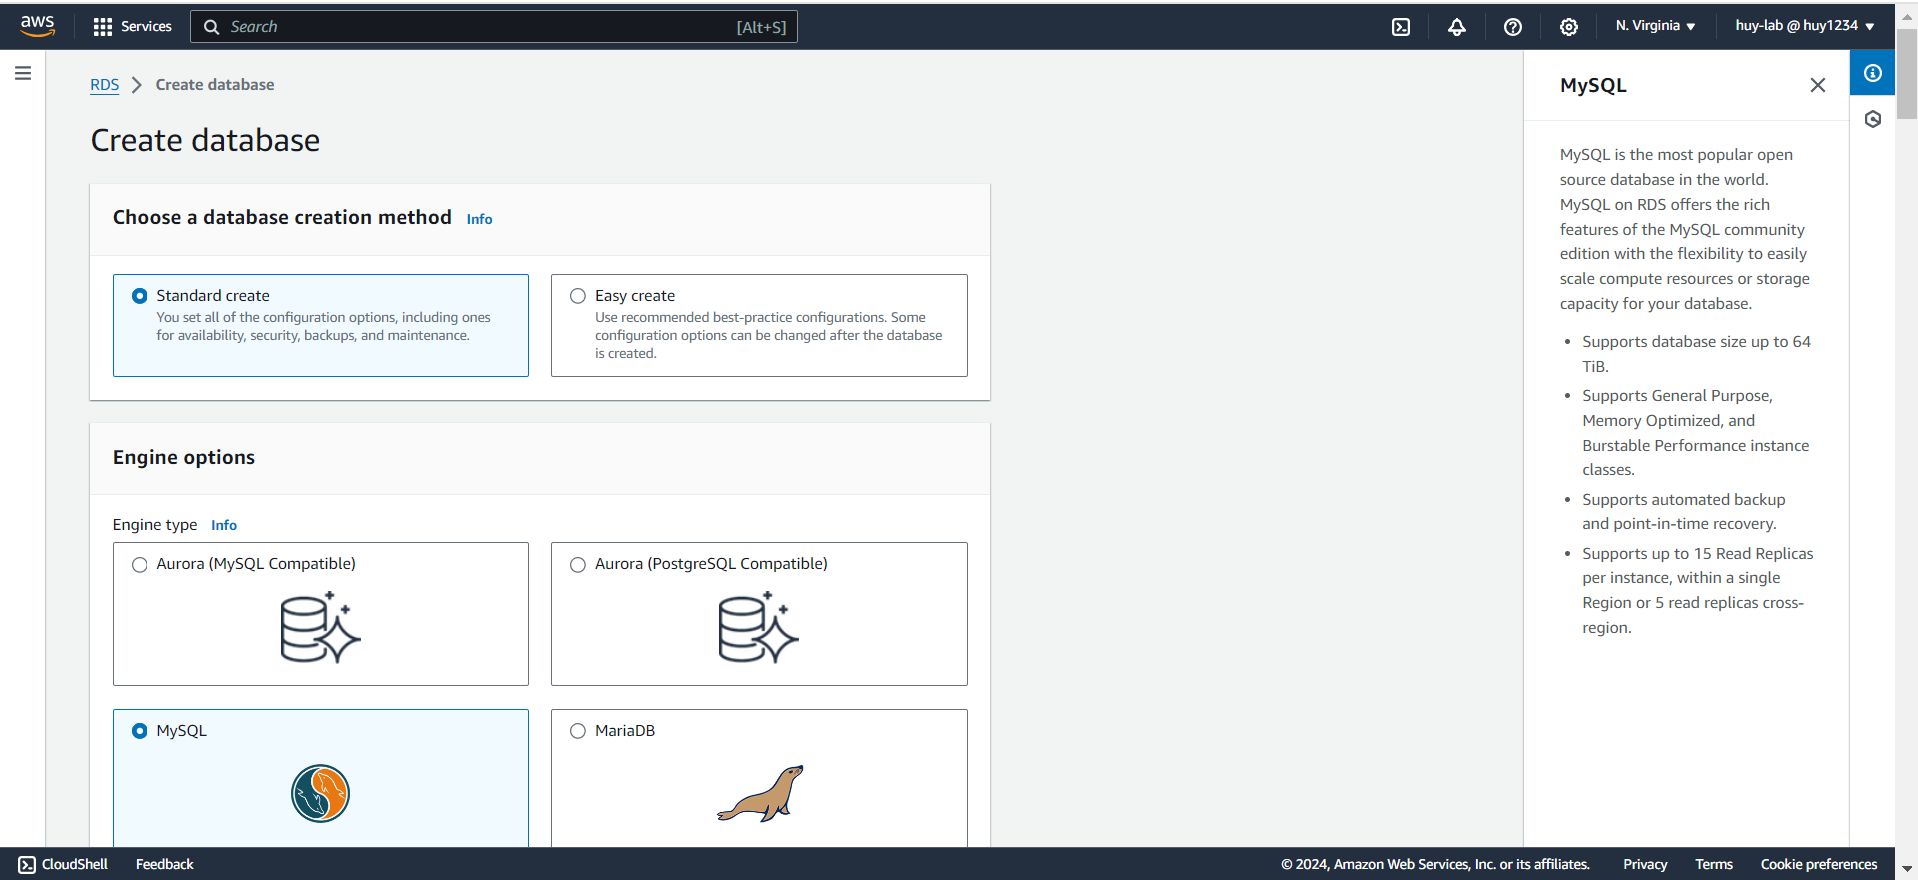 aws
Services
Search
[Alt+S]
N. Virginia
huy-lab @ huy1234
RDS
Create database
Create database
Choose a database creation method Info
Standard create
You set all of the configuration options, including ones
for availability, security, backups, and maintenance.
Easy create
Use recommended best-practice configurations. Some
configuration options can be changed after the database
is created.
Engine options
Engine type Info
Aurora (MySQL Compatible)
Aurora (PostgreSQL Compatible)
MySQL
MariaDB
MySQL
MySQL is the most popular open
source database in the world.
MySQL on RDS offers the rich
features of the MySQL community
edition with the flexibility to easily
scale compute resources or storage
capacity for your database.
• Supports database size up to 64
TiB.
• Supports General Purpose,
Memory Optimized, and
Burstable Performance instance
classes.
• Supports automated backup
and point-in-time recovery.
• Supports up to 15 Read Replicas
per instance, within a single
Region or 5 read replicas cross-
region.
CloudShell
Feedback
© 2024, Amazon Web Services, Inc. or its affiliates.
Privacy
Terms
Cookie preferences